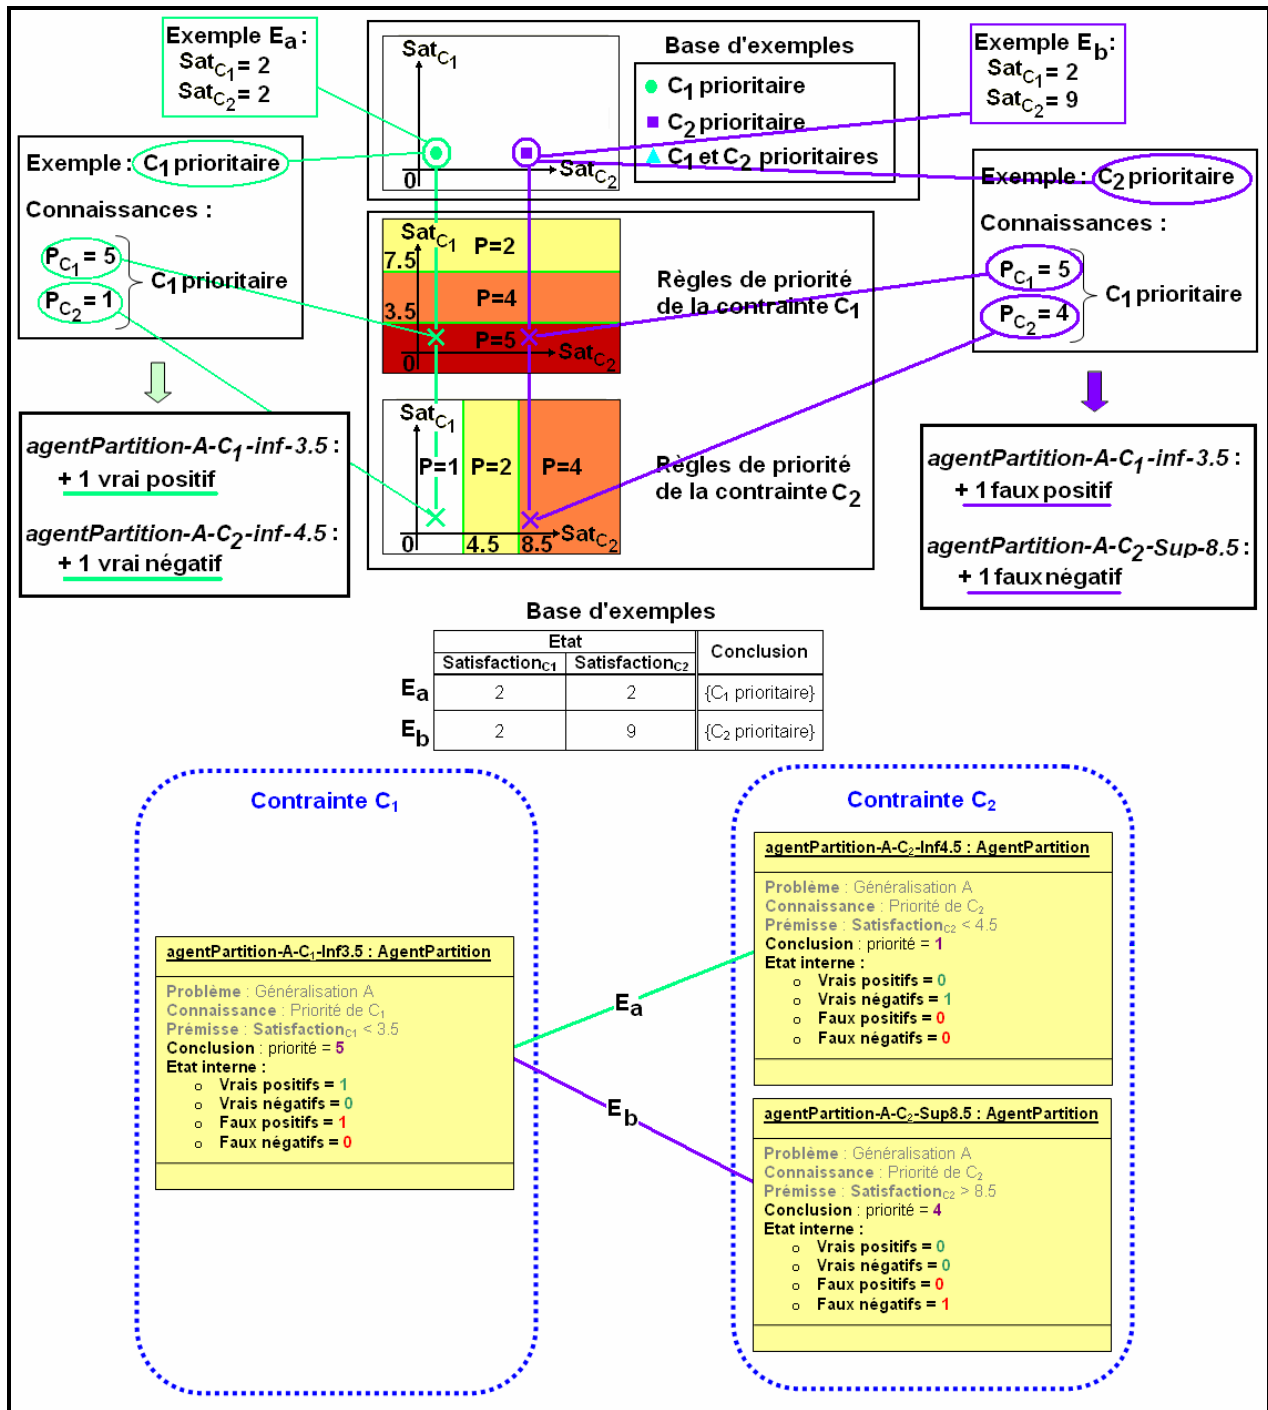 Exemple Ea :
SatC1 = 2
SatC2 = 2
SatC1
0
SatC2
Base d'exemples
C1 prioritaire
C2 prioritaire
C1 et C2 prioritaires
Exemple Eb:
SatC1 = 2
SatC2 = 9
Exemple : C1 prioritaire
Connaissances :
PC1 = 5
PC2 = 1
C1 prioritaire
Exemple : C2 prioritaire
Connaissances :
PC1 = 5
PC2 = 4
C1 prioritaire
SatC1
P=2
7.5
P=4
3.5
P=5
SatC2
0
Règles de priorité
de la contrainte C1
SatC1
P=1
P=2
P=4
0
4.5
8.5
SatC2
Règles de priorité
de la contrainte C2
agentPartition-A-C1-inf-3.5 :
+ 1 vrai positif
agentPartition-A-C2-inf-4.5 :
+ 1 vrai négatif
agentPartition-A-C1-inf-3.5 :
+ 1 faux positif
agentPartition-A-C2-Sup-8.5 :
+ 1 faux négatif
Base d'exemples
Etat
Conclusion
SatisfactionC1
SatisfactionC2
Ea
2
2
{C1 prioritaire}
Eb
2
9
{C2 prioritaire}
Contrainte C1
agentPartition-A-C1-Inf3.5 : AgentPartition
Problème : Généralisation A
Connaissance : Priorité de C1
Prémisse : SatisfactionC1 < 3.5
Conclusion : priorité = 5
Etat interne :
o Vrais positifs = 1
o Vrais négatifs = 0
o Faux positifs = 1
o Faux négatifs = 0
Ea
Eb
Contrainte C2
agentPartition-A-C2-Inf4.5 : AgentPartition
Problème : Généralisation A
Connaissance : Priorité de C2
Prémisse : SatisfactionC2 < 4.5
Conclusion : priorité = 1
Etat interne :
o Vrais positifs = 0
o Vrais négatifs = 1
o Faux positifs = 0
o Faux négatifs = 0
agentPartition-A-C2-Sup8.5 : AgentPartition
Problème : Généralisation A
Connaissance : Priorité de C2
Prémisse : SatisfactionC2 > 8.5
Conclusion : priorité = 4
Etat interne :
o Vrais positifs = 0
o Vrais négatifs = 0
o Faux positifs = 0
o Faux négatifs = 1